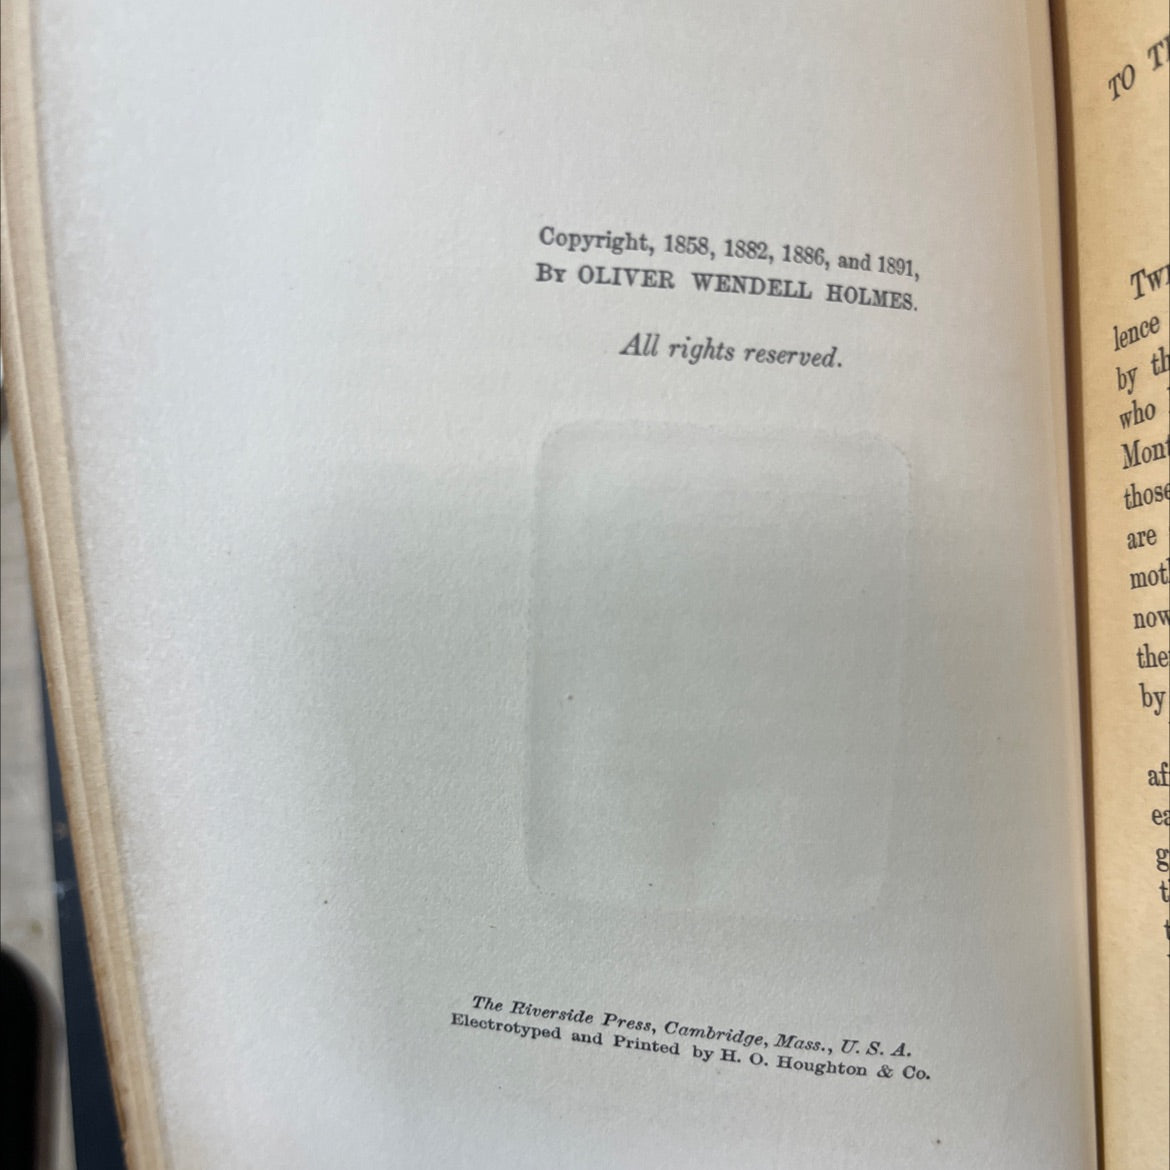 Copyright, 1858, 1882, 1886, and 1891,
By OLIVER WENDELL HOLMES.
All rights reserved.
The Riverside Press, Cambridge, Mass., U. S. A.
Electrotyped and Printed by H. O. Houghton & Co.
TO
lence
by
who
those
are
now
by